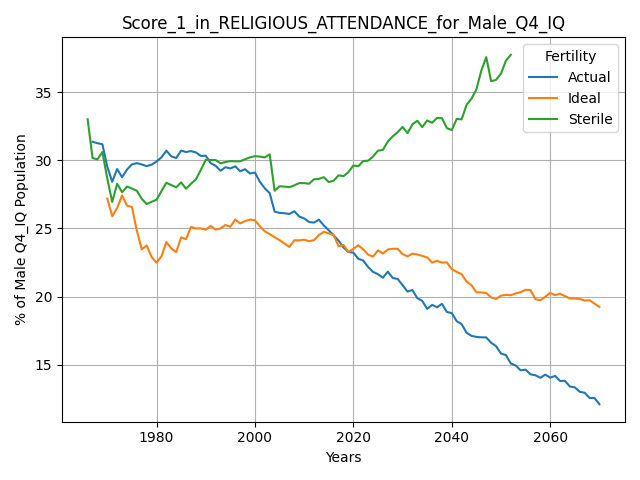 Score_1_in_RELIGIOUS_ATTENDANCE_for_Male_Q4_IQ
Fertility
Actual
Ideal
Sterile
% of Male Q4_IQ Population
35
30
25
20
15
1980
2000
2020
2040
2060
Years